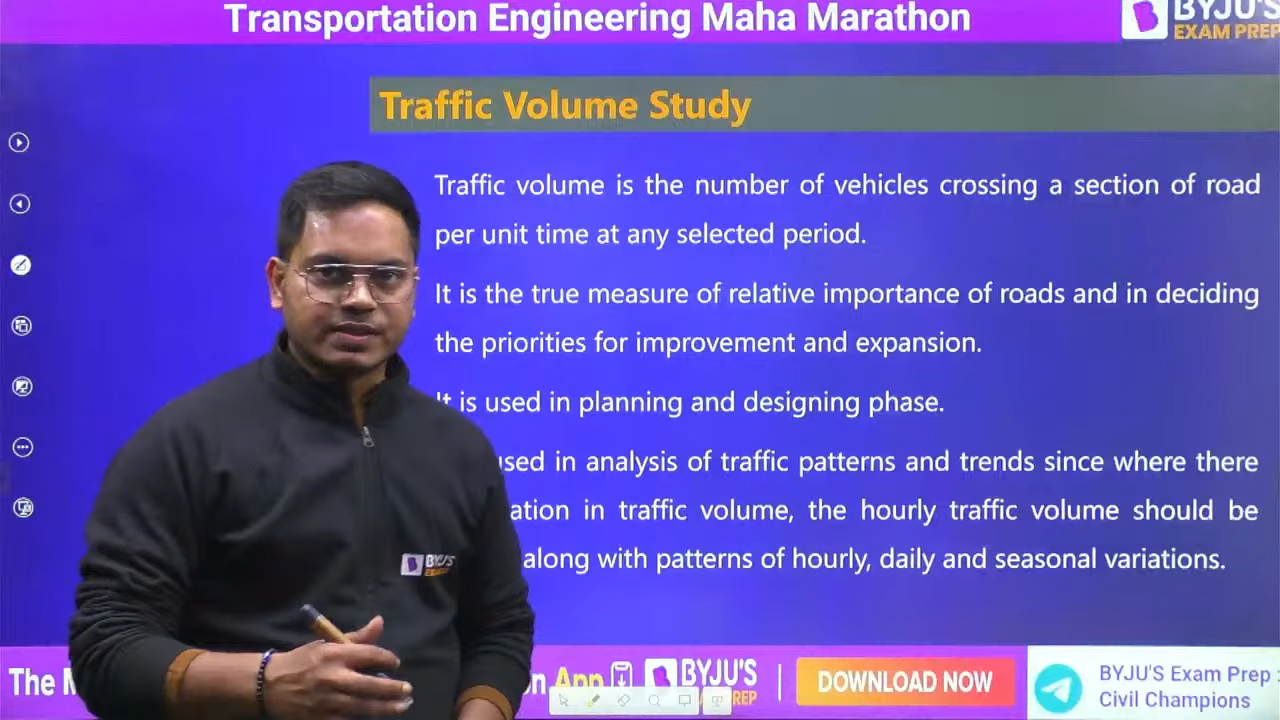 Transportation Engineering Maha Marathon
BYJU'S
EXAM PREP
Traffic Volume Study
Traffic volume is the number of vehicles crossing a section of road
per unit time at any selected period.
It is the true measure of relative importance of roads and in deciding
the priorities for improvement and expansion.
It is used in planning and designing phase.
used in analysis of traffic patterns and trends since where there
in traffic volume, the hourly traffic volume should be
along with patterns of hourly, daily and seasonal variations.
BYJU'S
The
App
BYJU'S
PREP
DOWNLOAD NOW
BYJU'S Exam Prep :
Civil Champions